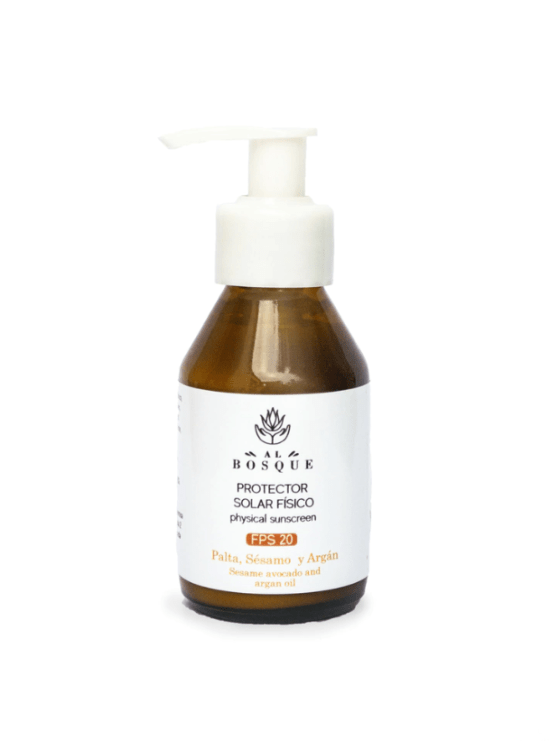 AL
BOSQUE
PROTECTOR
SOLAR FÍSICO
physical sunscreen
FPS 20
Palta, Sésamo y Argán
Sesame avocado and
argan oil